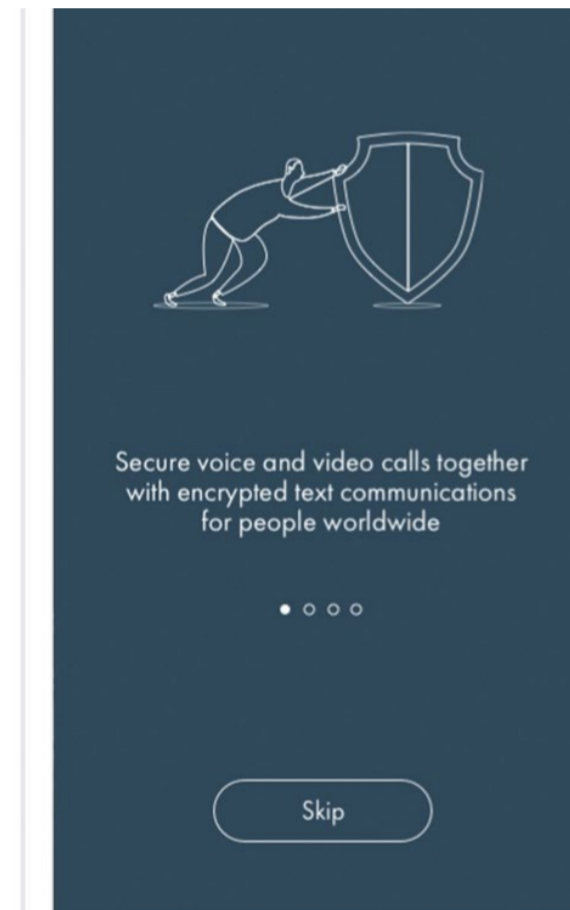 Secure voice and video calls together
with encrypted text communications
for people worldwide
Skip